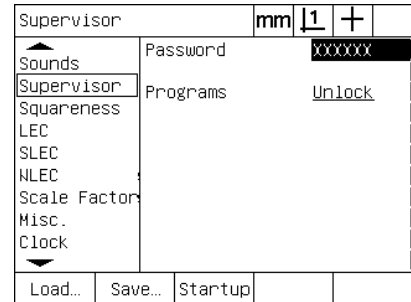 Supervisor mm 1
Sounds
Supervisor
Squareness
LEC
SLEC
NLEC
Scale Factor
Misc.
Clock
Password XXXXXX
Programs Unlock
Load... Save... Startup